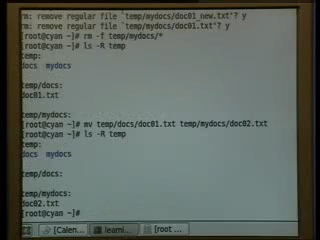 rm: remove regular file `temp/mydocs/doc01_new.txt'? y
rm: remove regular file `temp/mydocs/doc01.txt'? y
[root@cyan ~]# rm -f temp/mydocs/*
[root@cyan ~]# ls -R temp
temp:
docs mydocs

temp/docs:
doc01.txt

temp/mydocs:
[root@cyan ~]# mv temp/docs/doc01.txt temp/mydocs/doc02.txt
[root@cyan ~]# ls -R temp
temp:
docs mydocs

temp/docs:

temp/mydocs:
doc02.txt
[root@cyan ~]#
[Calen... learni... [root ...